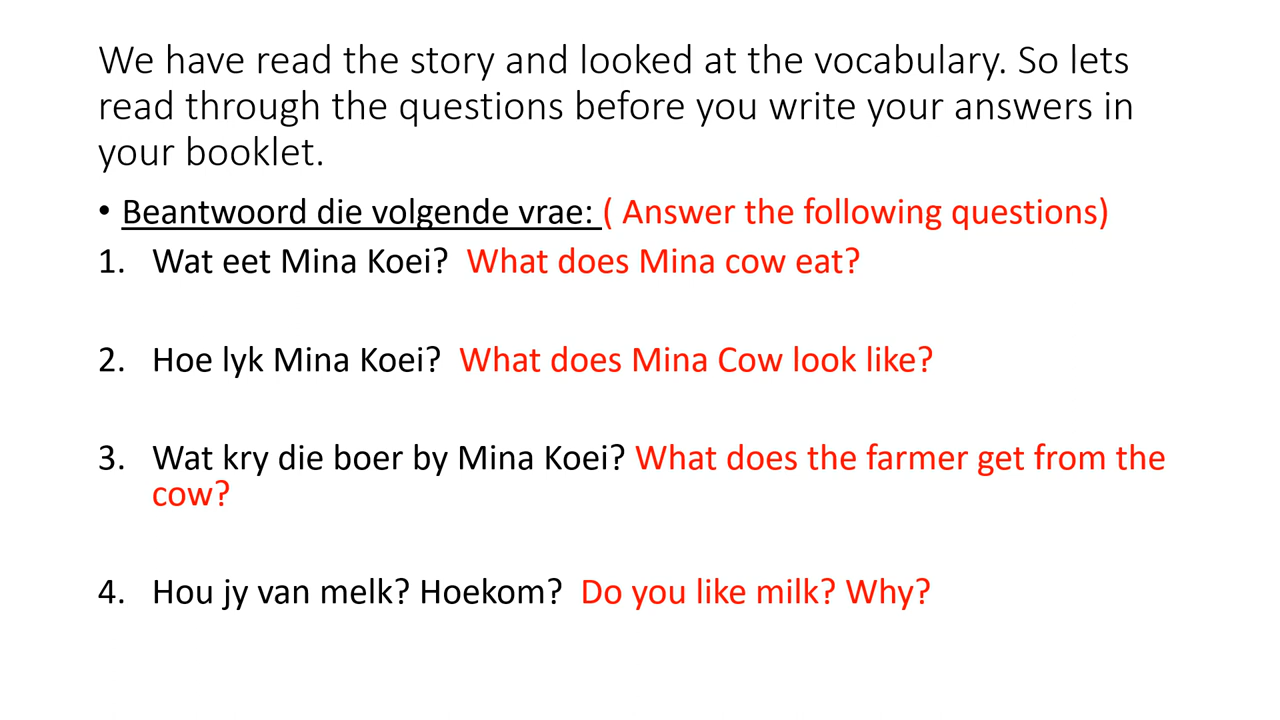 We have read the story and looked at the vocabulary. So lets
read through the questions before you write your answers in
your booklet.
• Beantwoord die volgende vrae: ( Answer the following questions)
1. Wat eet Mina Koei? What does Mina cow eat?
2. Hoe lyk Mina Koei? What does Mina Cow look like?
3. Wat kry die boer by Mina Koei? What does the farmer get from the
cow?
4. Hou jy van melk? Hoekom? Do you like milk? Why?